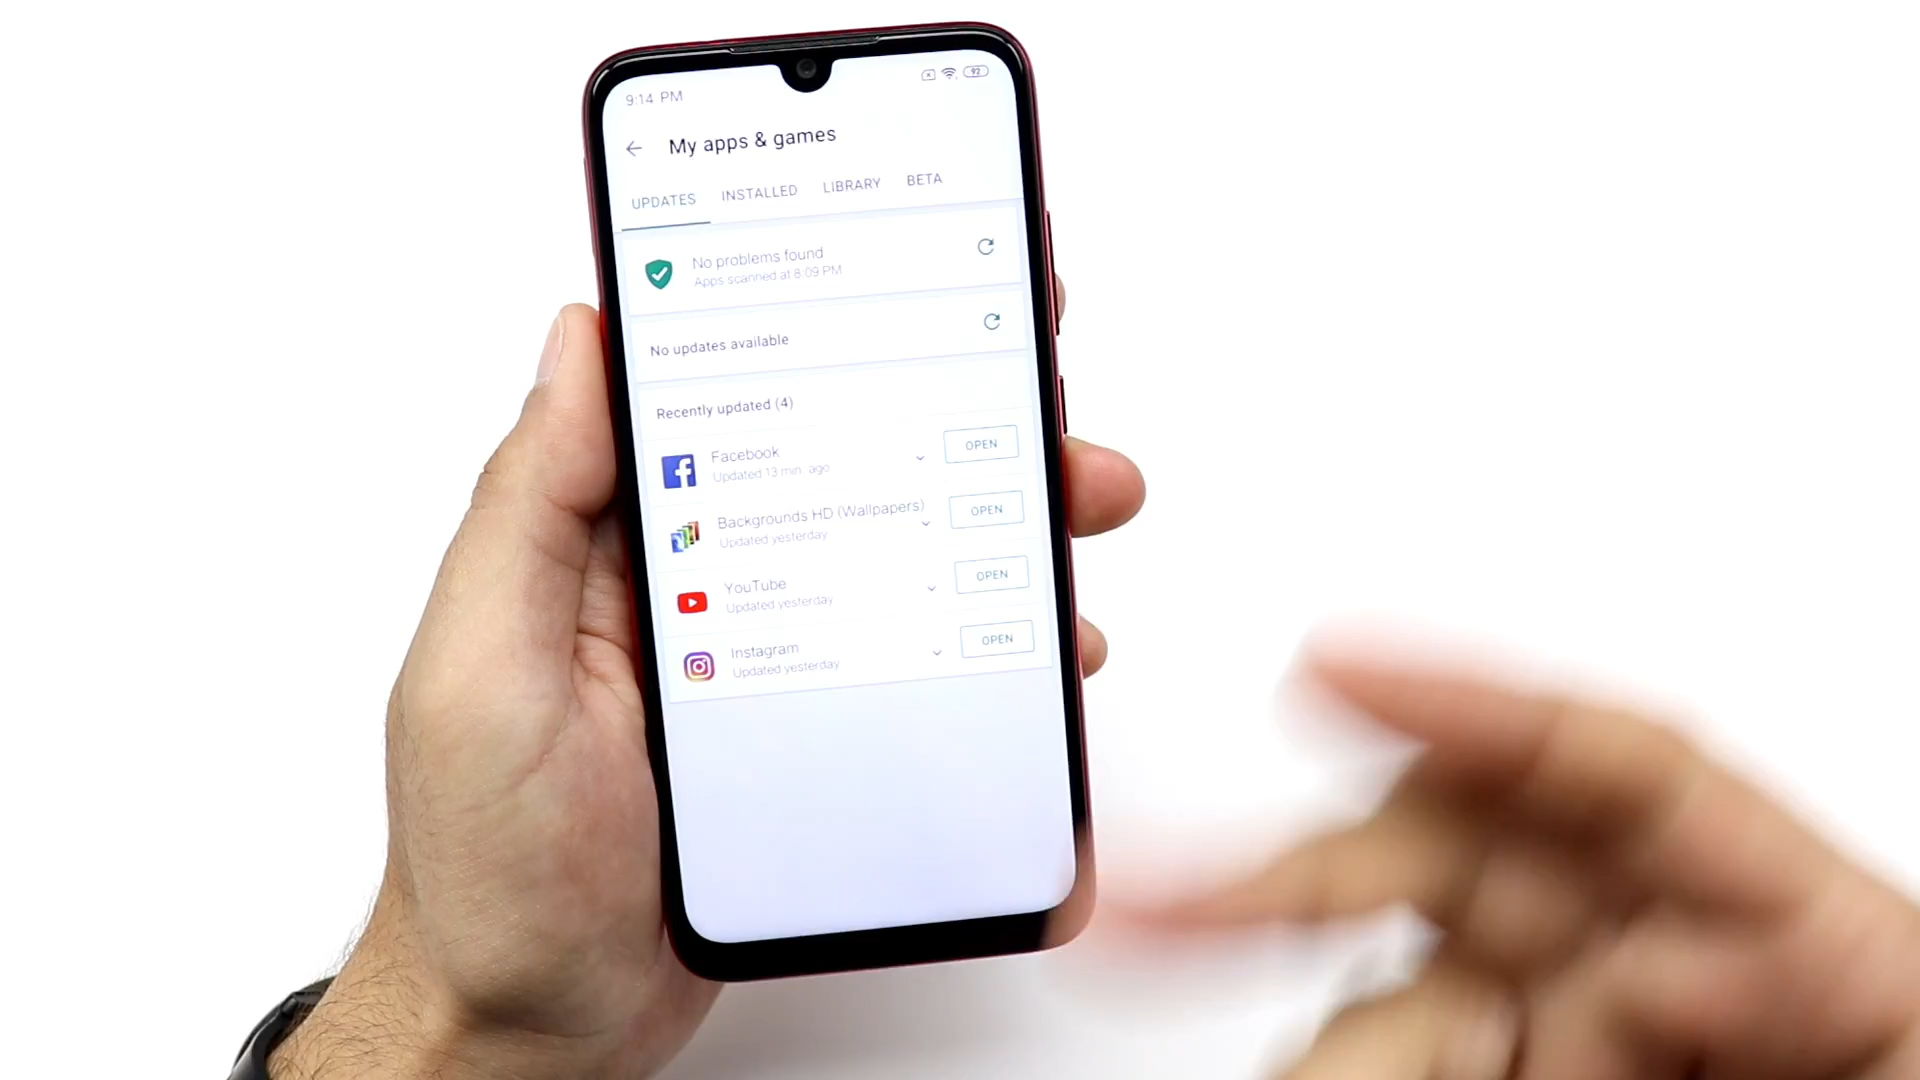 9:14 PM
92
My apps & games
UPDATES INSTALLED LIBRARY BETA
No problems found
Apps scanned at 8:09 PM
No updates available
Recently updated (4)
Facebook
Updated 13 min. ago
OPEN
Backgrounds HD (Wallpapers)
Updated yesterday
OPEN
YouTube
Updated yesterday
OPEN
Instagram
Updated yesterday
OPEN